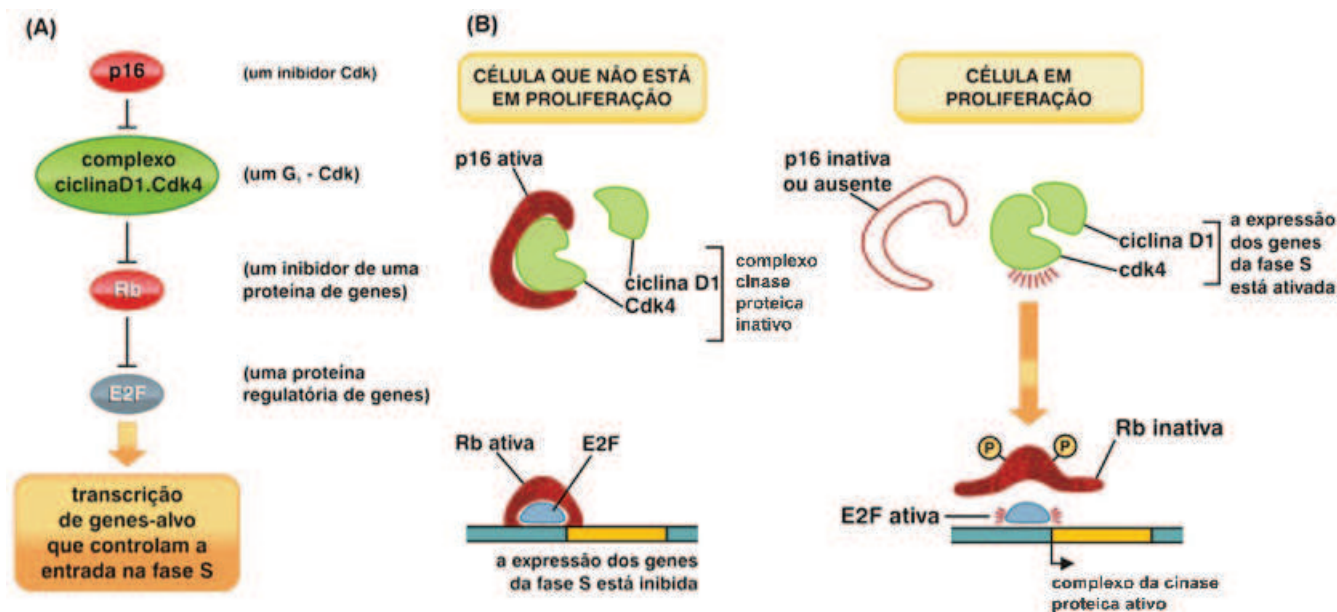 (A)
p16
(um inibidor Cdk)
complexo
ciclinaD1.Cdk4
(um G₁ - Cdk)
Rb
(um inibidor de uma
proteína de genes)
E2F
(uma proteína
regulatória de genes)
transcrição
de genes-alvo
que controlam a
entrada na fase S
(B)
CÉLULA QUE NÃO ESTÁ
EM PROLIFERAÇÃO
p16 ativa
ciclina D1
Cdk4
complexo
cinase
proteica
inativo
Rb ativa
E2F
a expressão dos genes
da fase S está inibida
CÉLULA EM
PROLIFERAÇÃO
p16 inativa
ou ausente
ciclina D1
cdk4
a expressão
dos genes
da fase S
está ativada
P
P
Rb inativa
E2F ativa
complexo da cinase
proteica ativo